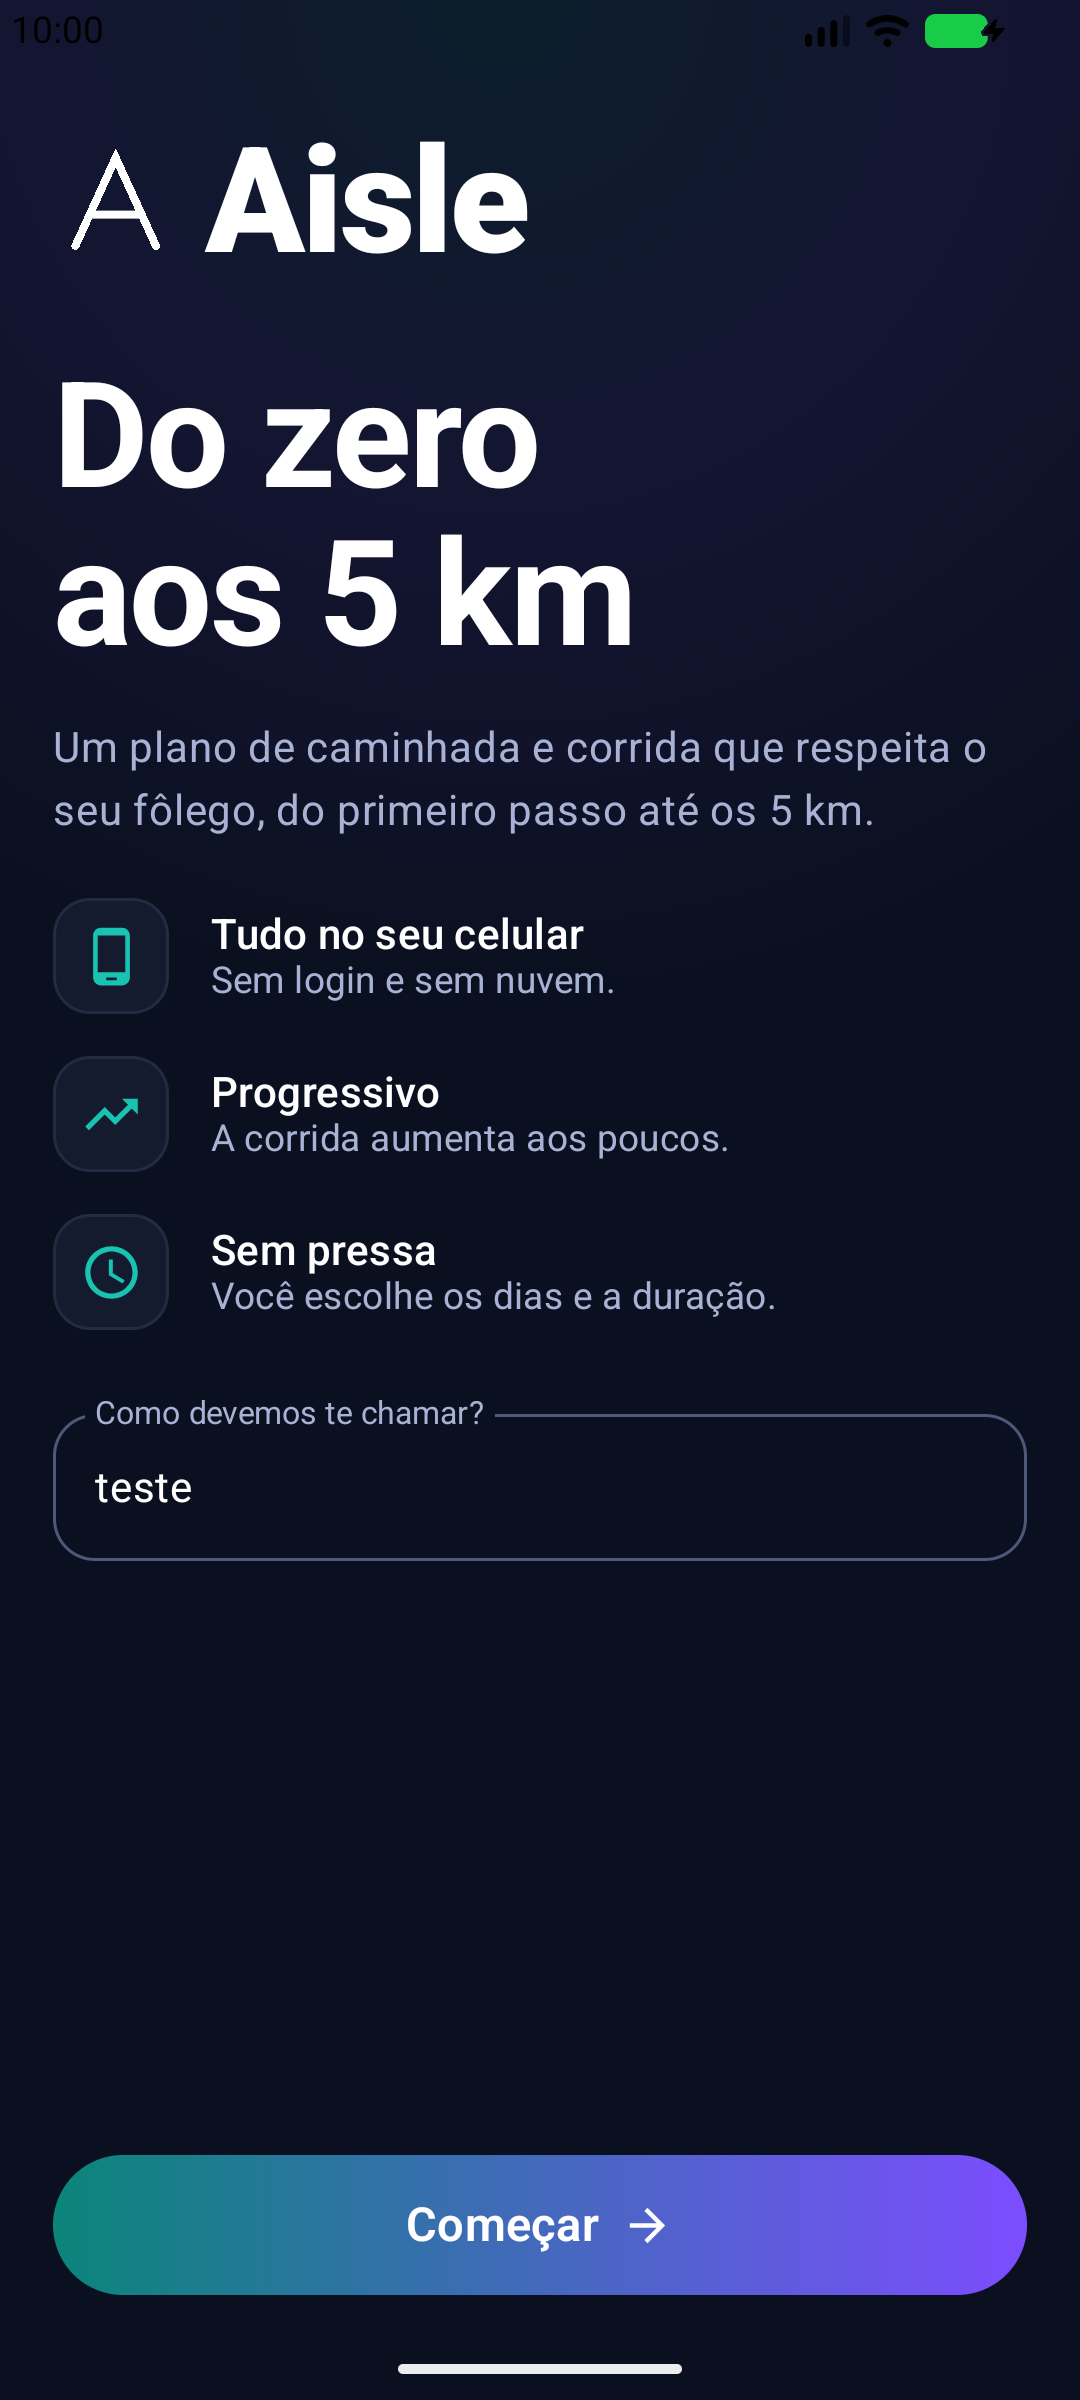 10:00
A Aisle
Do zero
aos 5 km
Um plano de caminhada e corrida que respeita o
seu fôlego, do primeiro passo até os 5 km.
Tudo no seu celular
Sem login e sem nuvem.
Progressivo
A corrida aumenta aos poucos.
Sem pressa
Você escolhe os dias e a duração.
Como devemos te chamar?
teste
Começar